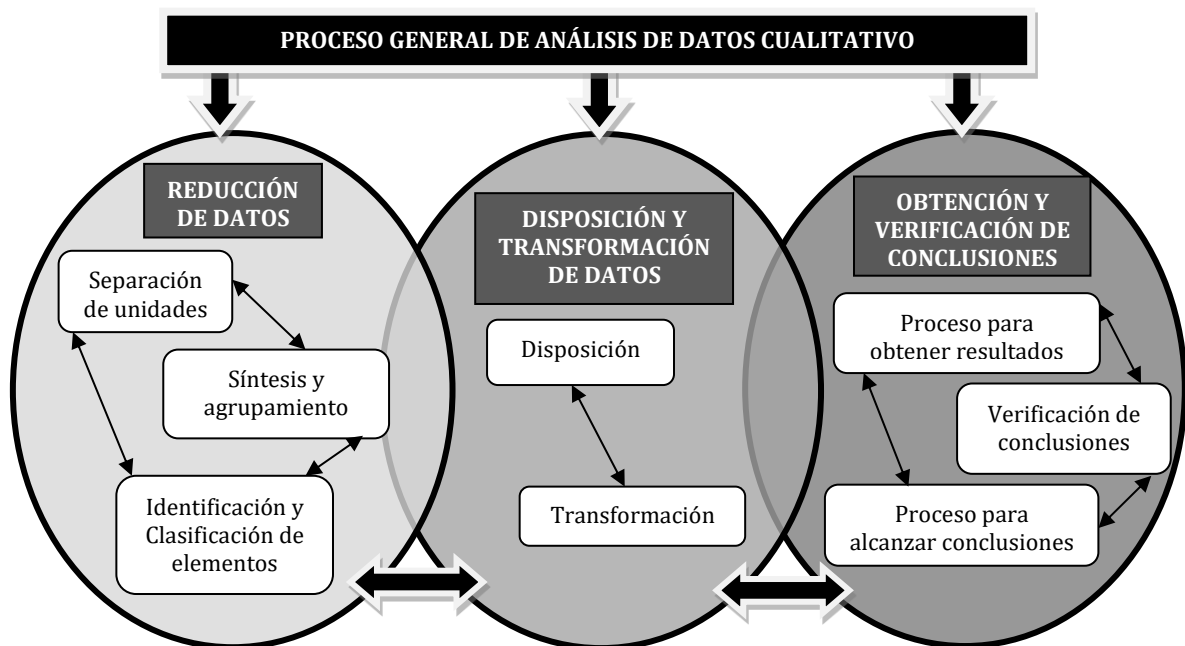 PROCESO GENERAL DE ANÁLISIS DE DATOS CUALITATIVO
REDUCCIÓN
DE DATOS
Separación
de unidades
Síntesis y
agrupamiento
Identificación y
Clasificación de
elementos
DISPOSICIÓN Y
TRANSFORMACIÓN
DE DATOS
Disposición
Transformación
OBTENCIÓN Y
VERIFICACIÓN DE
CONCLUSIONES
Proceso para
obtener resultados
Verificación de
conclusiones
Proceso para
alcanzar conclusiones